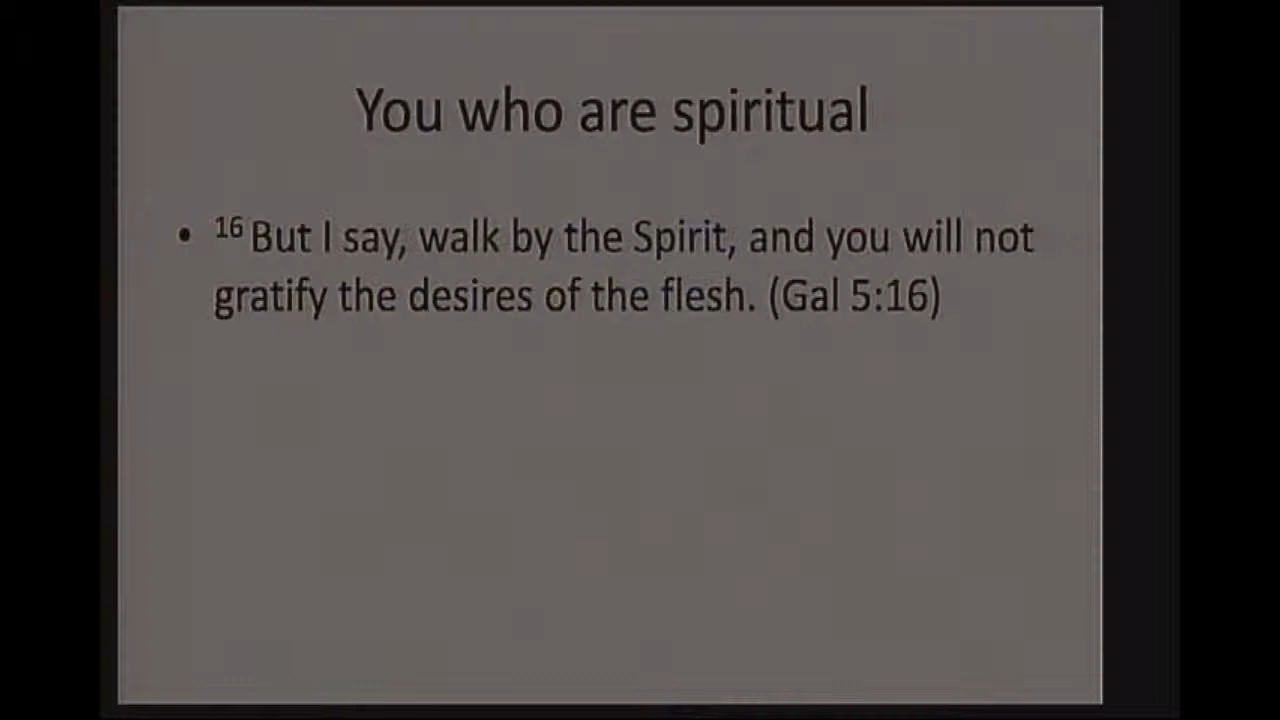 You who are spiritual
• 16 But I say, walk by the Spirit, and you will not
gratify the desires of the flesh. (Gal 5:16)